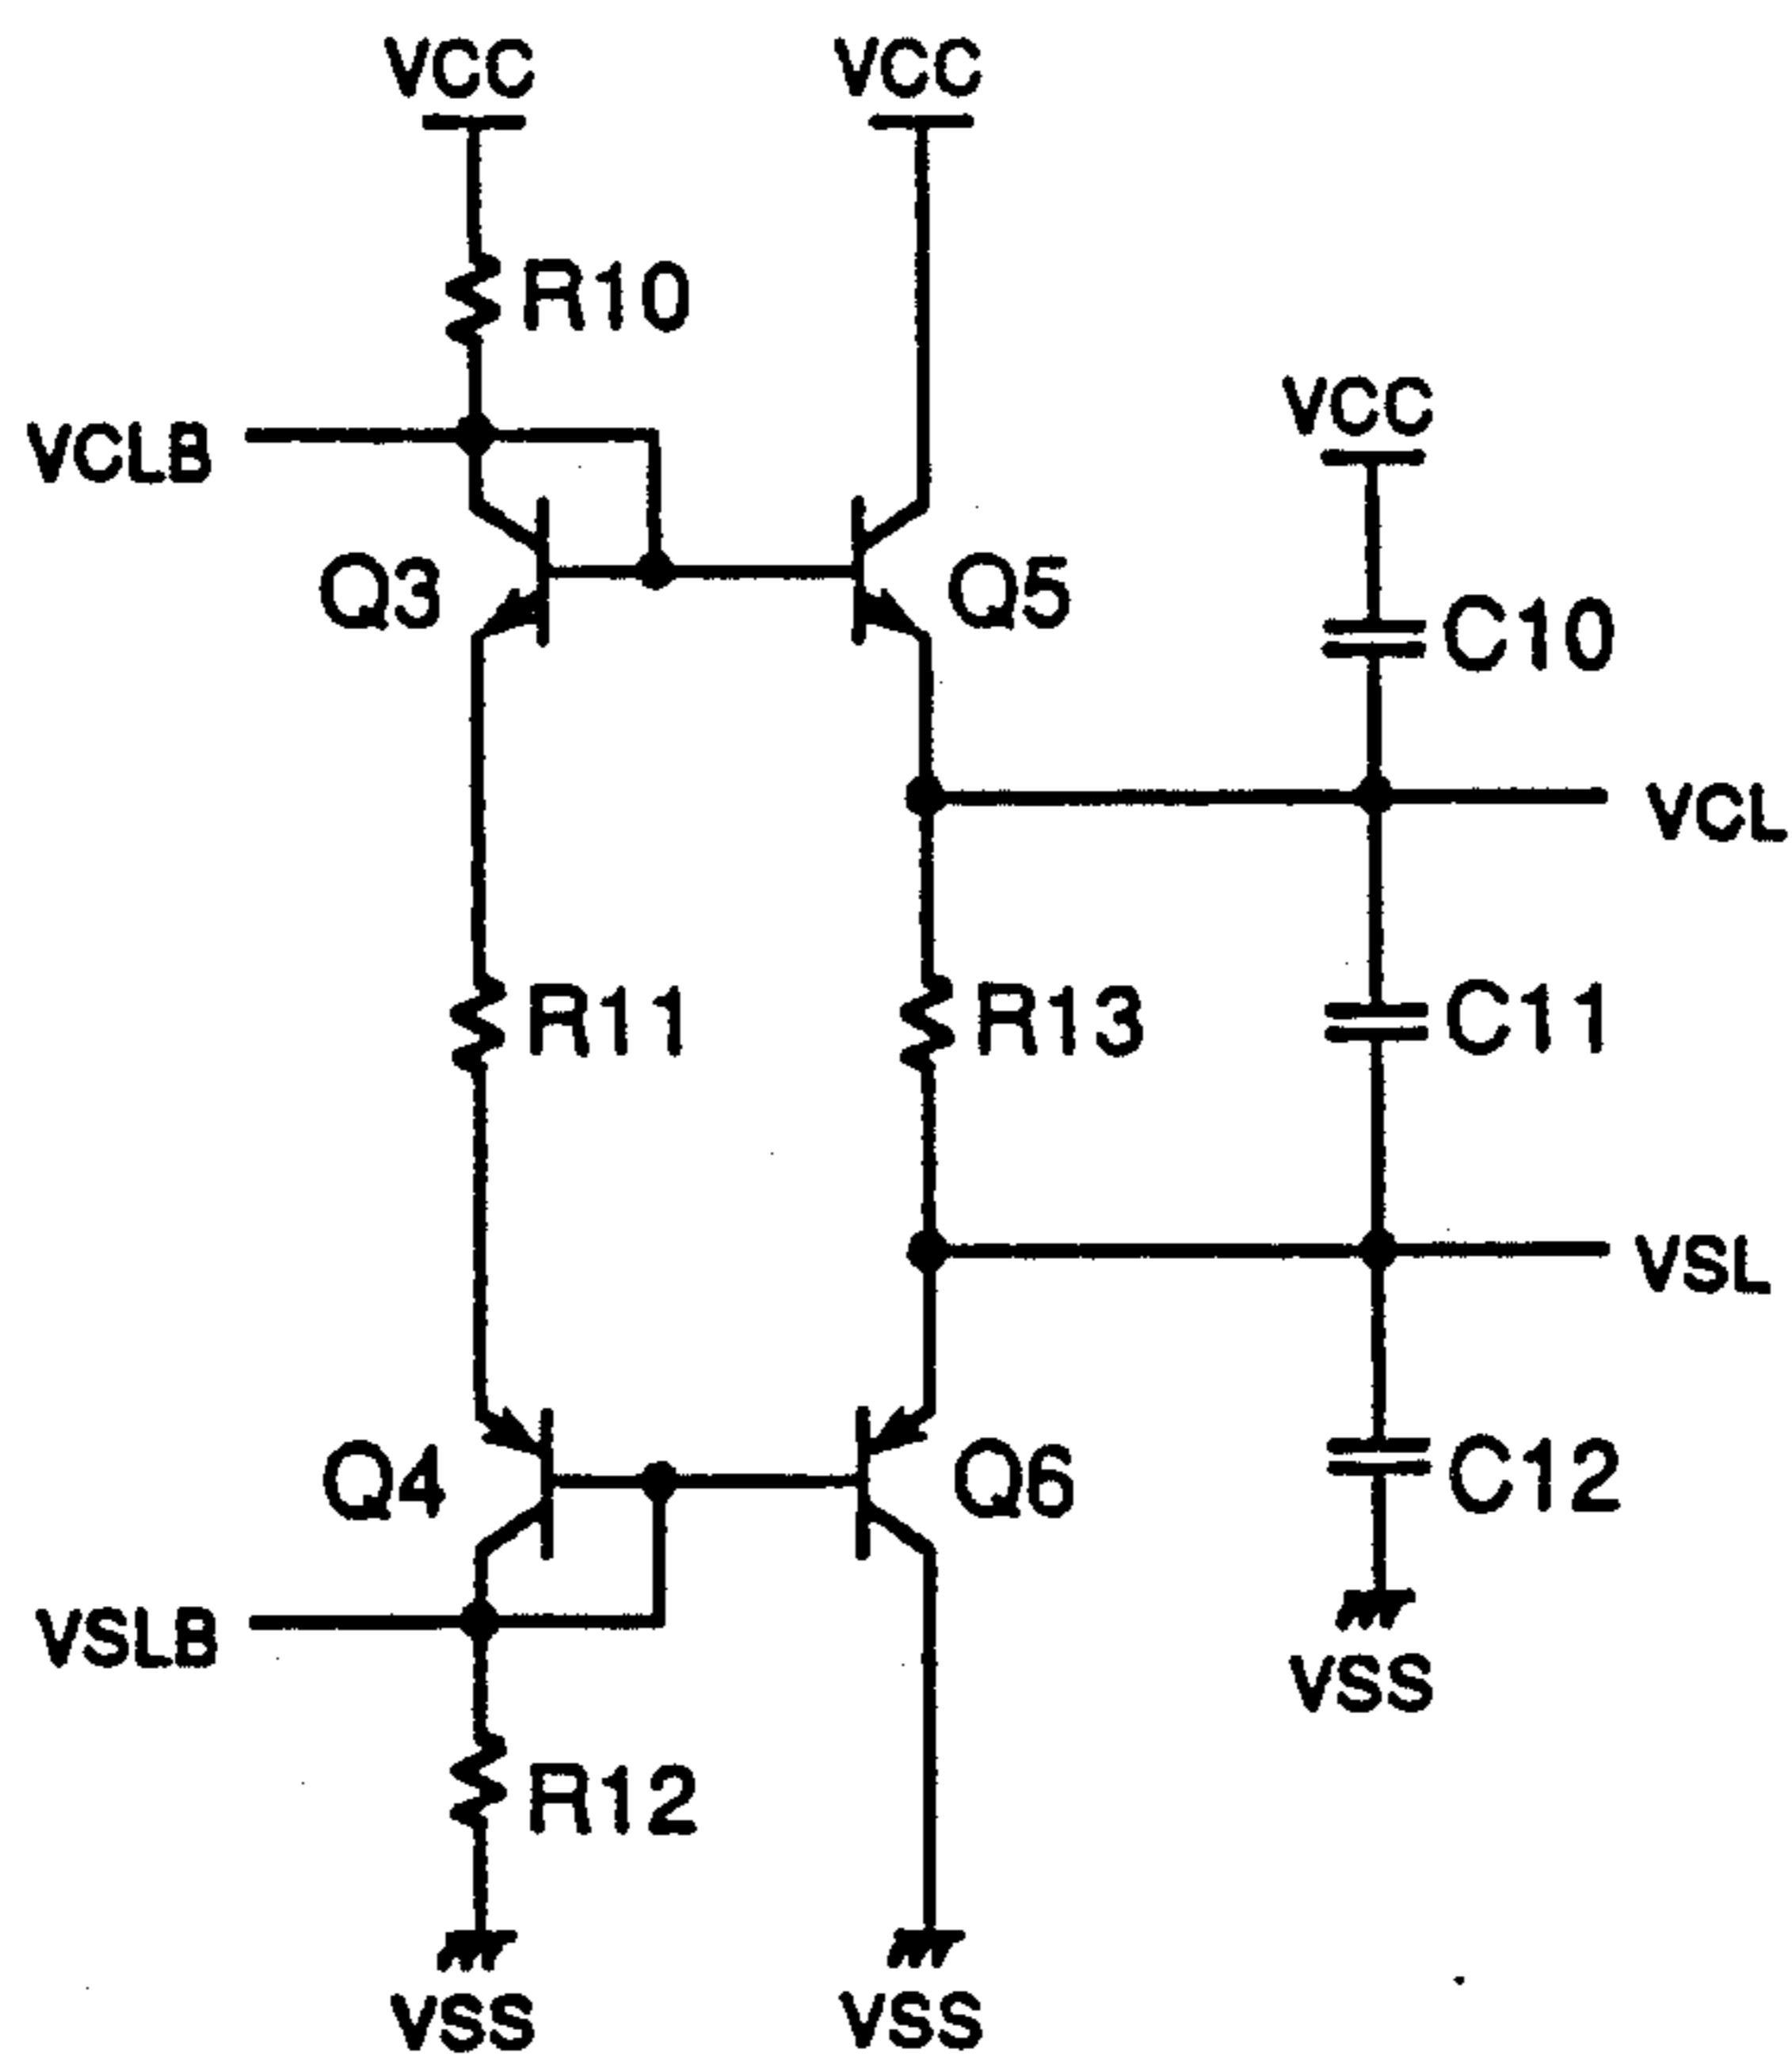 VCC VCC
R10
VCC
VCLB
Q3 Q5
C10
VCL
R11 R13 C11
VSL
Q4 Q6 C12
VSLB
VSS
R12
VSS VSS